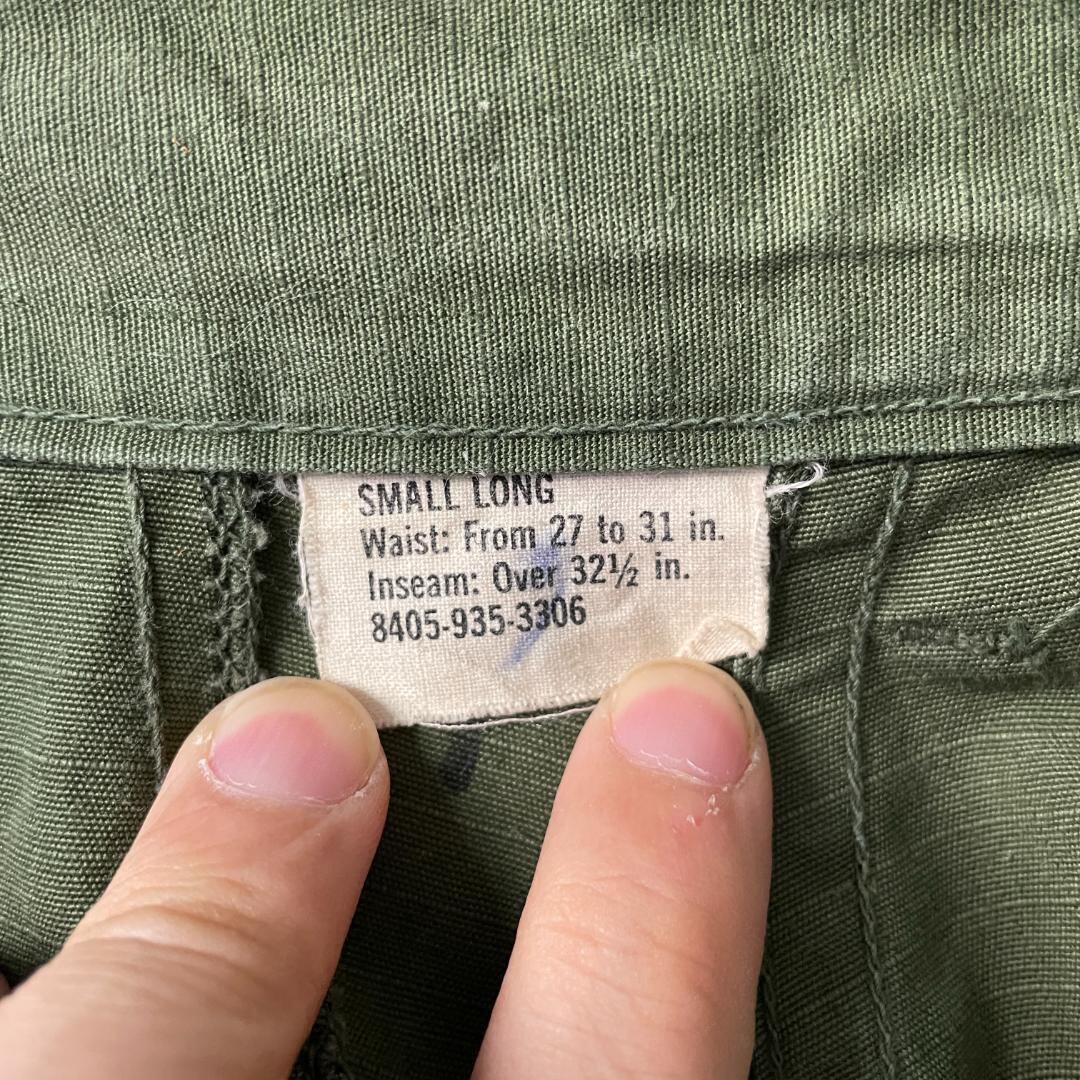 SMALL LONG
Waist: From 27 to 31 in.
Inseam: Over 32½ in.
8405-935-3306